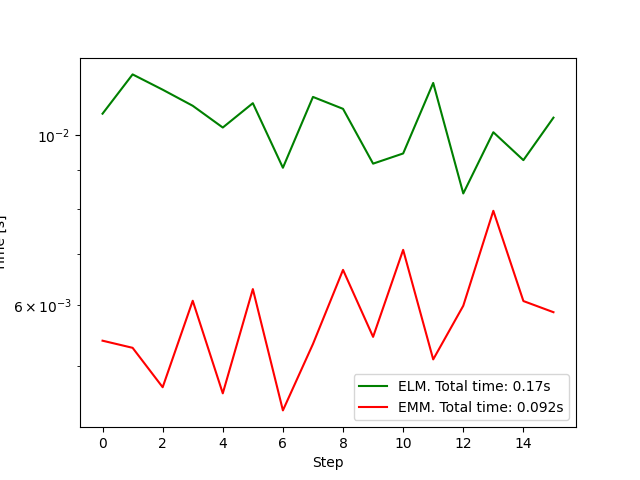 10⁻²
6 × 10⁻³
Time [s]
ELM. Total time: 0.17s
EMM. Total time: 0.092s
0 2 4 6 8 10 12 14
Step